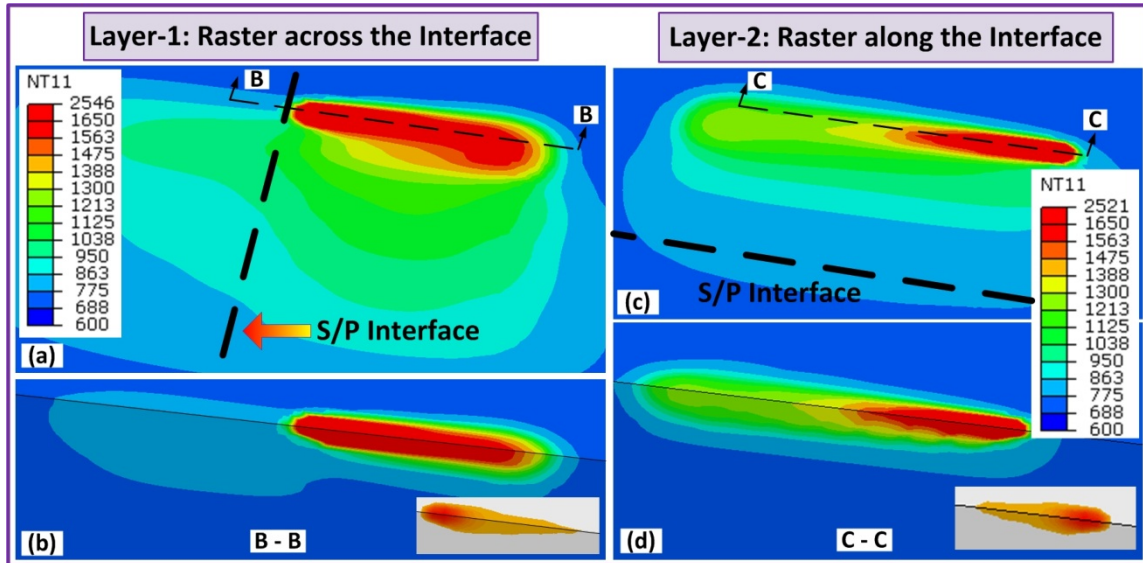 Layer-1: Raster across the Interface
Layer-2: Raster along the Interface
NT11
2546
1650
1563
1475
1388
1300
1213
1125
1038
950
863
775
688
600
B
B
S/P Interface
(a)
C
C
S/P Interface
(c)
NT11
2521
1650
1563
1475
1388
1300
1213
1125
1038
950
863
775
688
600
(b)
B - B
(d)
C - C